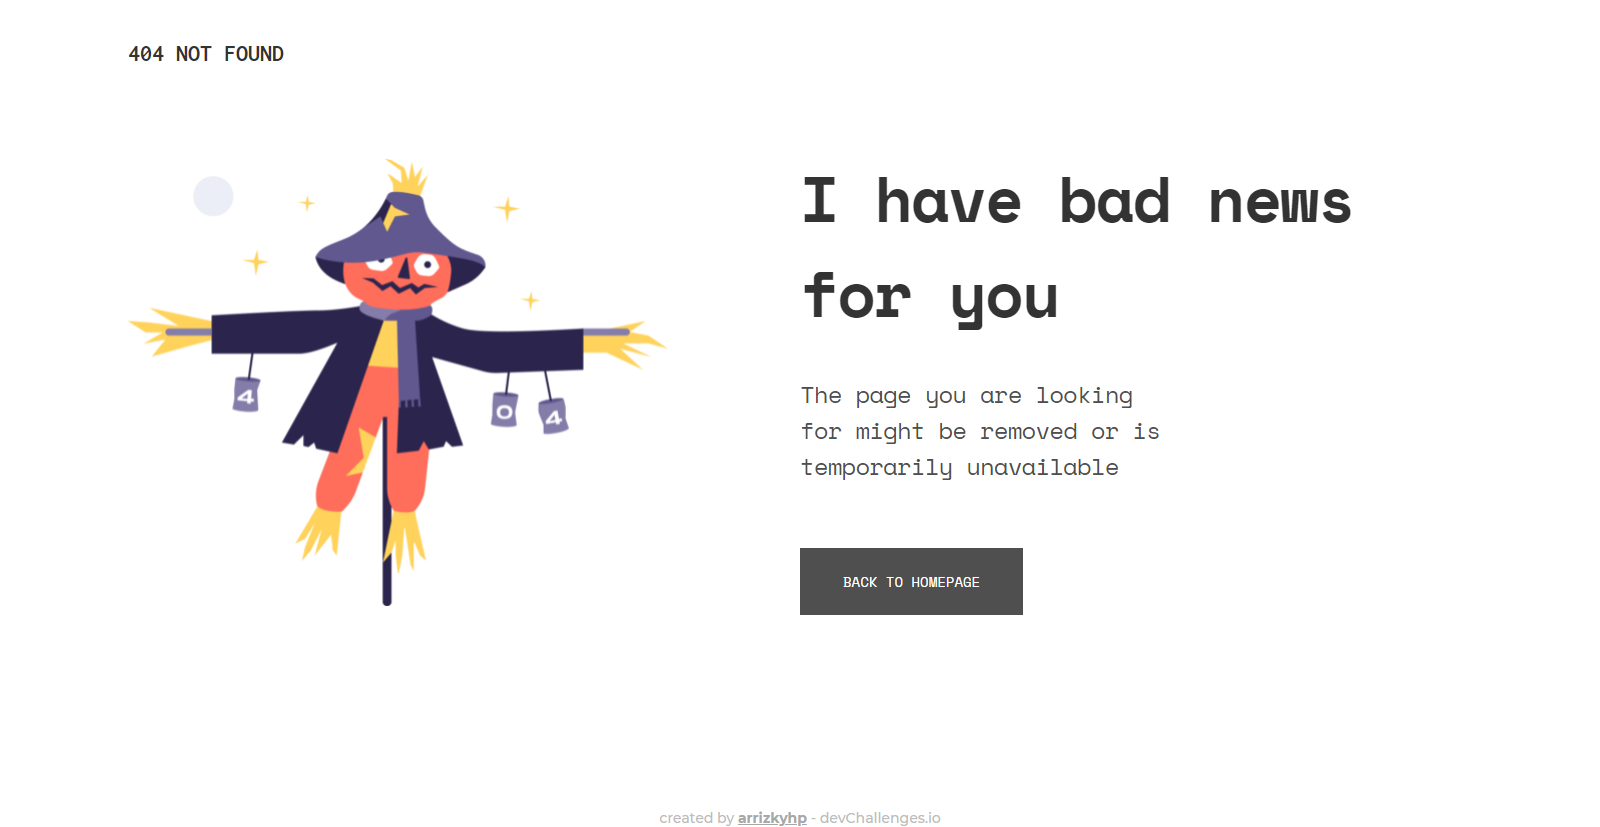 404 NOT FOUND
I have bad news
for you
4
0
4
The page you are looking
for might be removed or is
temporarily unavailable
BACK TO HOMEPAGE
created by arrizkyhp - devChallenges.io